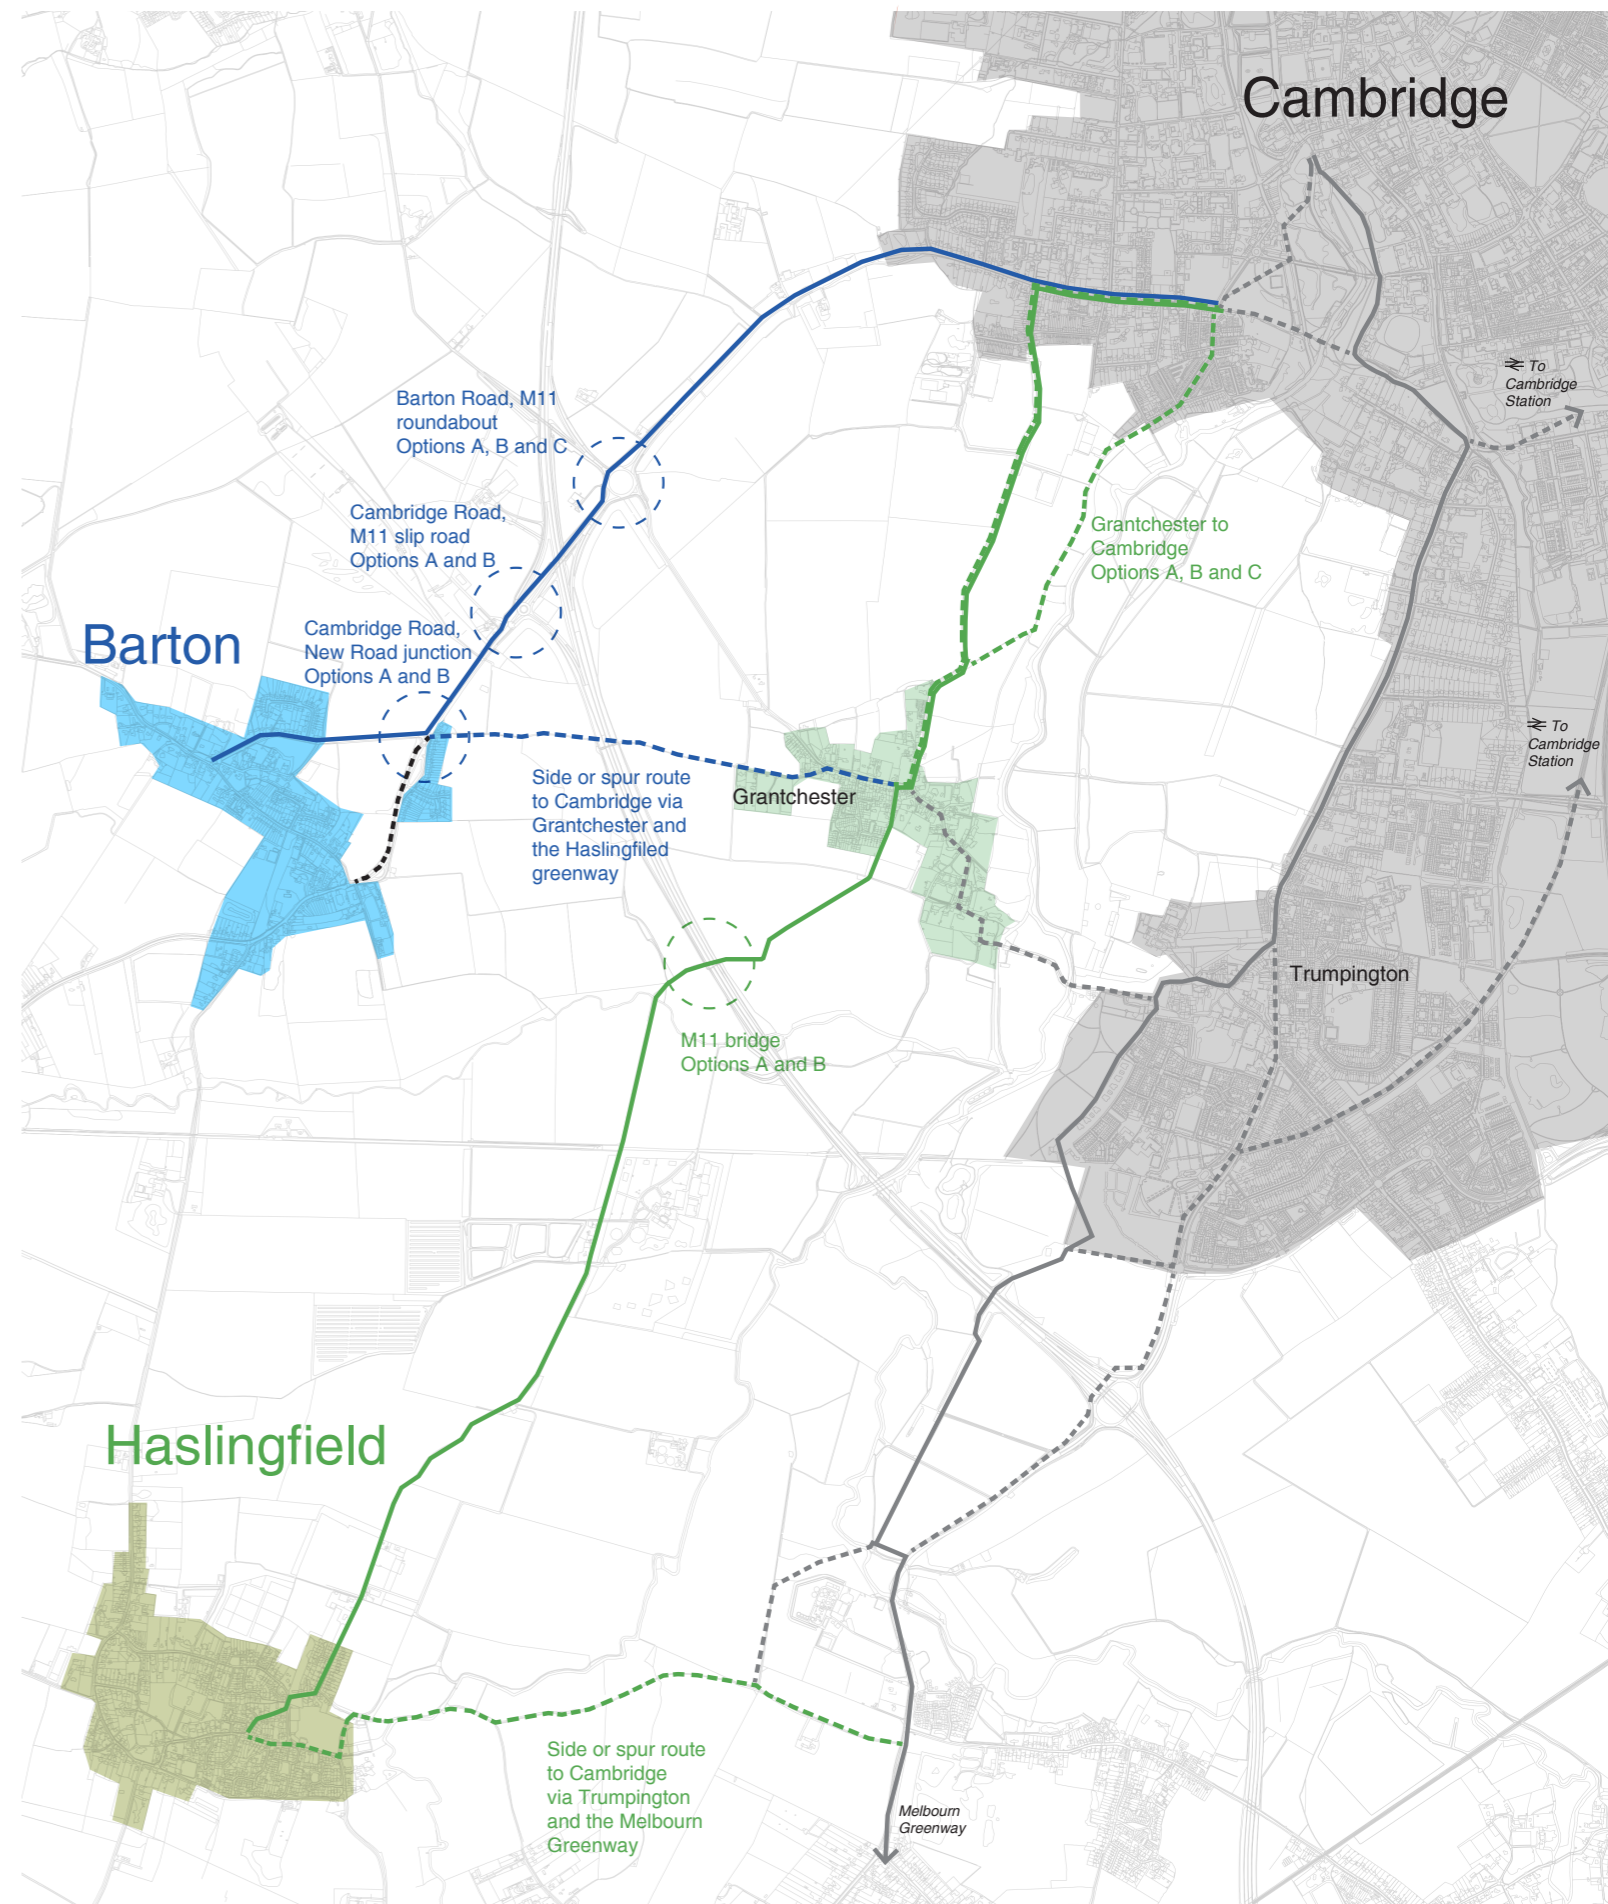 Cambridge
To
Cambridge
Station
Barton Road, M11
roundabout
Options A, B and C
Cambridge Road,
M11 slip road
Options A and B
Grantchester to
Cambridge
Options A, B and C
Cambridge Road,
New Road junction
Options A and B
Barton
To
Cambridge
Station
Side or spur route
to Cambridge via
Grantchester and
the Haslingfiled
greenway
Grantchester
Trumpington
M11 bridge
Options A and B
Haslingfield
Side or spur route
to Cambridge
via Trumpington
and the Melbourn
Greenway
Melbourn
Greenway